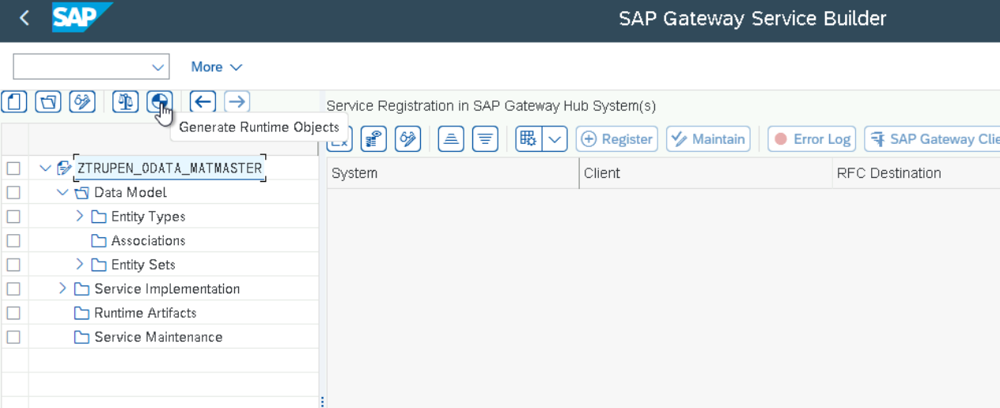 SAP
SAP Gateway Service Builder
More
Service Registration in SAP Gateway Hub System(s)
Generate Runtime Objects
Register
Maintain
Error Log
SAP Gateway Clie
System
Client
RFC Destination
ZTRUPEN_ODATA_MATMASTER
Data Model
Entity Types
Associations
Entity Sets
Service Implementation
Runtime Artifacts
Service Maintenance